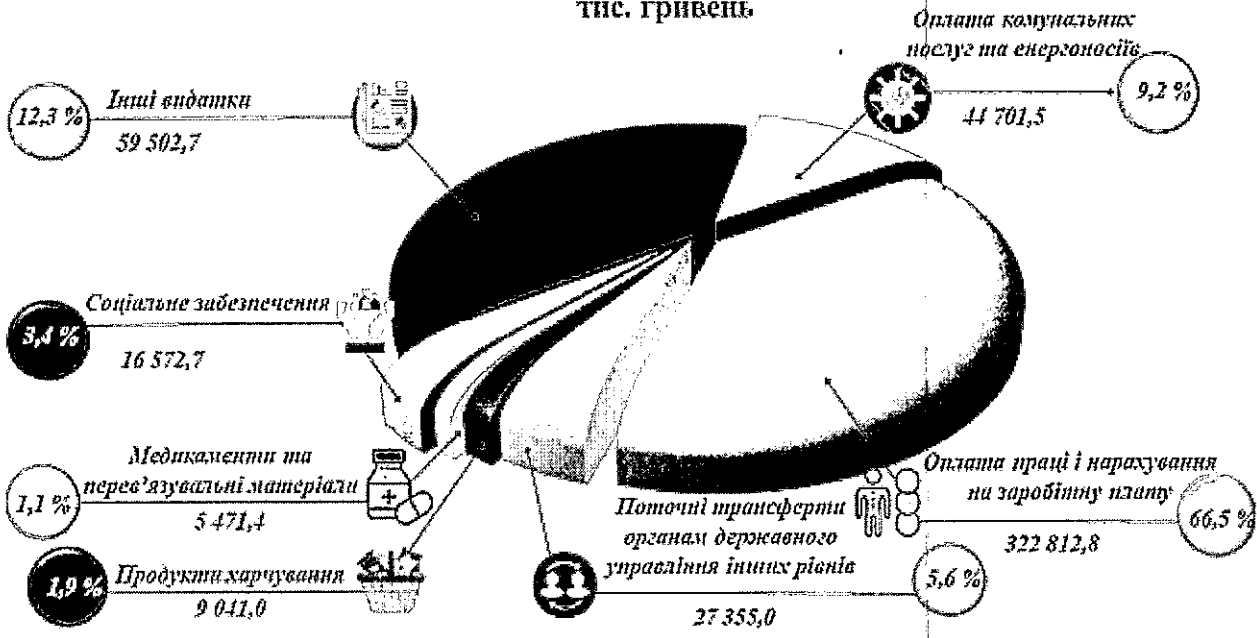 тис. гривень
Оплата комунальних
послуг та енергоносіїв
9,2 %
44 701,5
12,3 %
Інші видатки
59 502,7
Соціальне забезпечення
3,4 %
16 572,7
Медикаменти та
перев’язувальні матеріали
1,1 %
5 471,4
Продукти харчування
1,9 %
9 041,0
Поточні трансферти
органам державного
управління інших рівнів
5,6 %
27 355,0
Оплата праці і нарахування
на заробітну плату
66,5 %
322 812,8